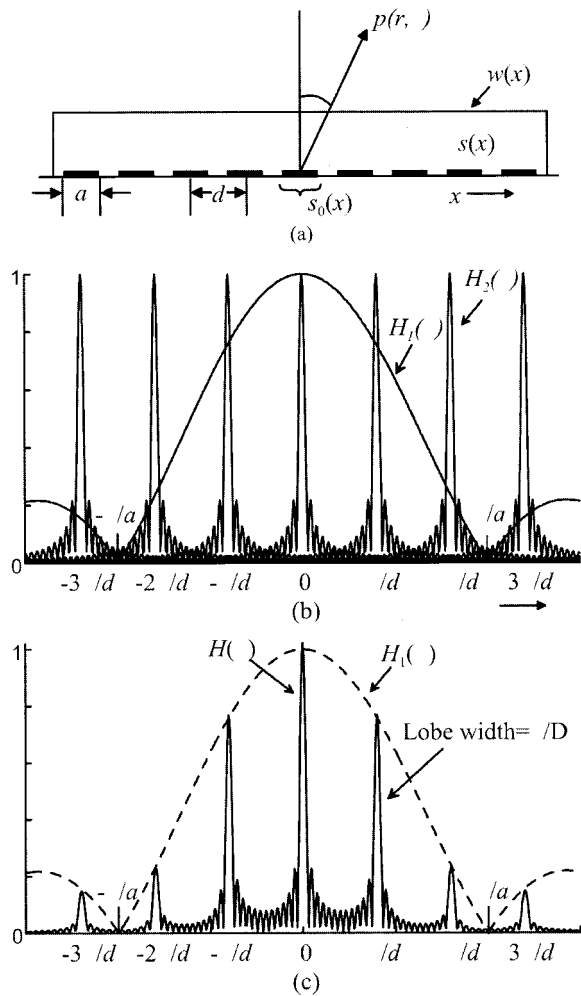 p(r, )
w(x)
s(x)
a
d
s₀(x)
x
(a)
1
H₂( )
H₁( )
- /a
/a
0
-3 /d -2 /d - /d 0 /d /d 3 /d
(b)
1
H( )
H₁( )
Lobe width= /D
- /a
/a
0
-3 /d -2 /d - /d 0 /d /d 3 /d
(c)